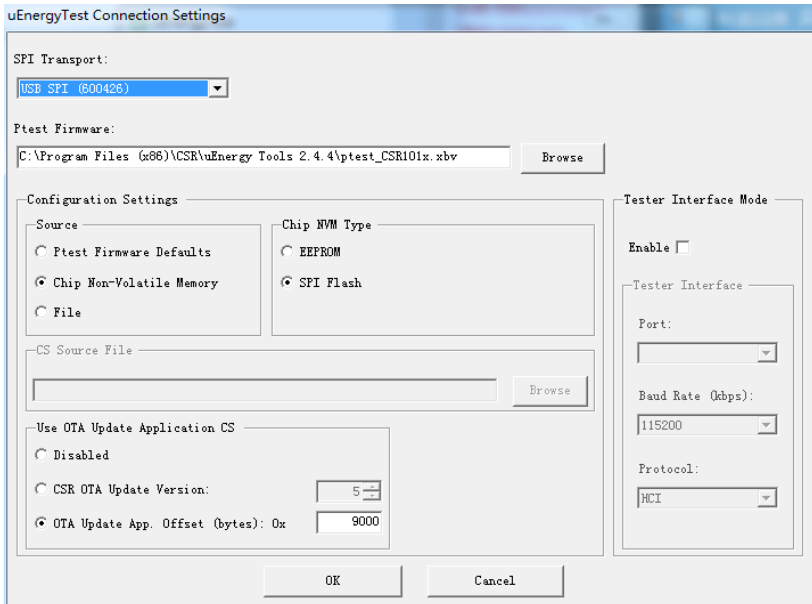 uEnergyTest Connection Settings
SPI Transport:
USB SPI (600426)
Ptest Firmware:
C:\Program Files (x86)\CSR\uEnergy Tools 2.4.4\ptest_CSR101x.xbv
Browse
Configuration Settings
Source
Ptest Firmware Defaults
Chip Non-Volatile Memory
File
Chip NVM Type
EEPROM
SPI Flash
CS Source File
Browse
Use OTA Update Application CS
Disabled
CSR OTA Update Version:
5
OTA Update App. Offset (bytes): 0x
9000
Tester Interface Mode
Enable
Tester Interface
Port:
Baud Rate (kbps):
115200
Protocol:
HCI
OK
Cancel